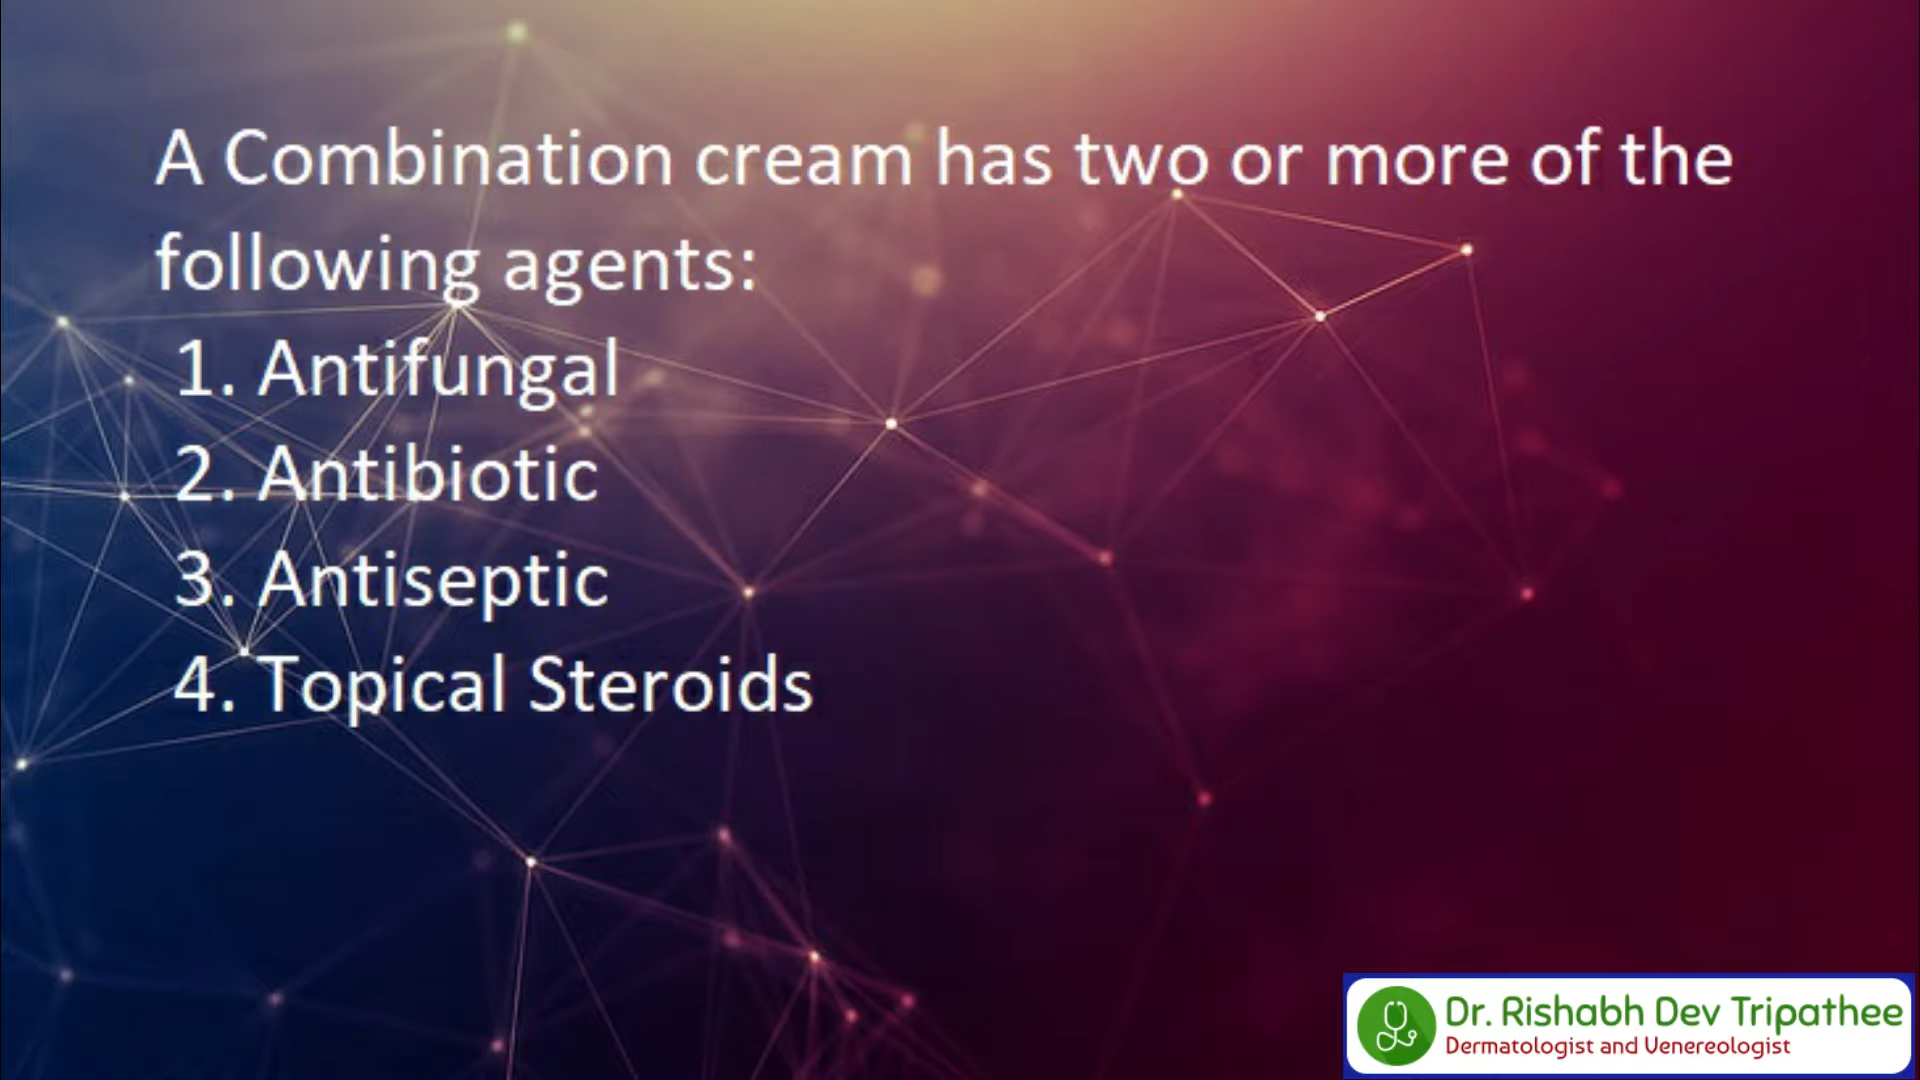 A Combination cream has two or more of the
following agents:
1. Antifungal
2. Antibiotic
3. Antiseptic
4. Topical Steroids
Dr. Rishabh Dev Tripathee
Dermatologist and Venereologist